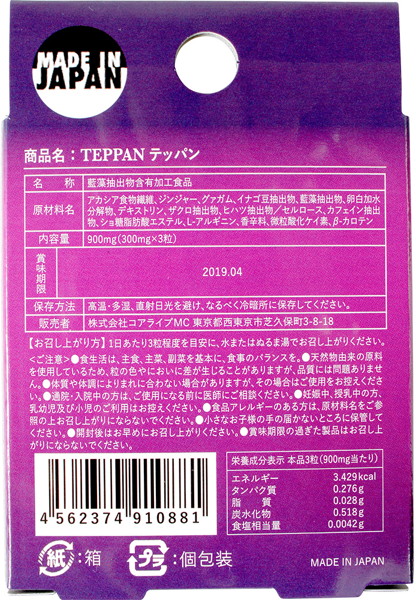 MADE IN
JAPAN
商品名：TEPPAN テッパン
名　称　藍藻抽出物含有加工食品
原材料名　アカシア食物繊維、ジンジャー、グァガム、イナゴ豆抽出物、藍藻抽出物、卵白加水
分解物、デキストリン、ザクロ抽出物、ヒハツ抽出物／セルロース、カフェイン抽出
物、ショ糖脂肪酸エステル、L-アルギニン、香辛料、微粒酸化ケイ素、β-カロテン
内容量　900mg（300mg×3粒）
賞味期限　2019.04
保存方法　高温・多湿、直射日光を避け、なるべく冷暗所に保存してください。
販売者　株式会社コアライブMC 東京都西東京市芝久保町3-8-18
【お召し上がり方】1日あたり3粒程度を目安に、水またはぬるま湯でお召し上がりください。
＜ご注意＞●食生活は、主食、主菜、副菜を基本に、食事のバランスを。●天然物由来の原料
を使用しているため、粒の色やにおいに差が生じることがありますが、品質には問題ありませ
ん。●体質や体調によりまれに合わない場合がありますが、その場合はご使用をお控えくださ
い。●通院・入院中の方は、ご使用になる前に医師にご相談ください。●妊娠中、授乳中の方、
乳幼児及び小児のご利用はお控えください。●食品アレルギーのある方は、原材料名をご参
照の上お召し上がりにならないでください。●小さなお子様の手の届かないところに保管して
ください。●開封後はお早めにお召し上がりください。●賞味期限の過ぎた製品はお召し上
がりにならないでください。
栄養成分表示 本品3粒（900mg当たり）
エネルギー　3.429kcal
タンパク質　0.276g
脂　質　0.028g
炭水化物　0.518g
食塩相当量　0.0042g
4 562374 910881
紙：箱
プラ：個包装
MADE IN JAPAN